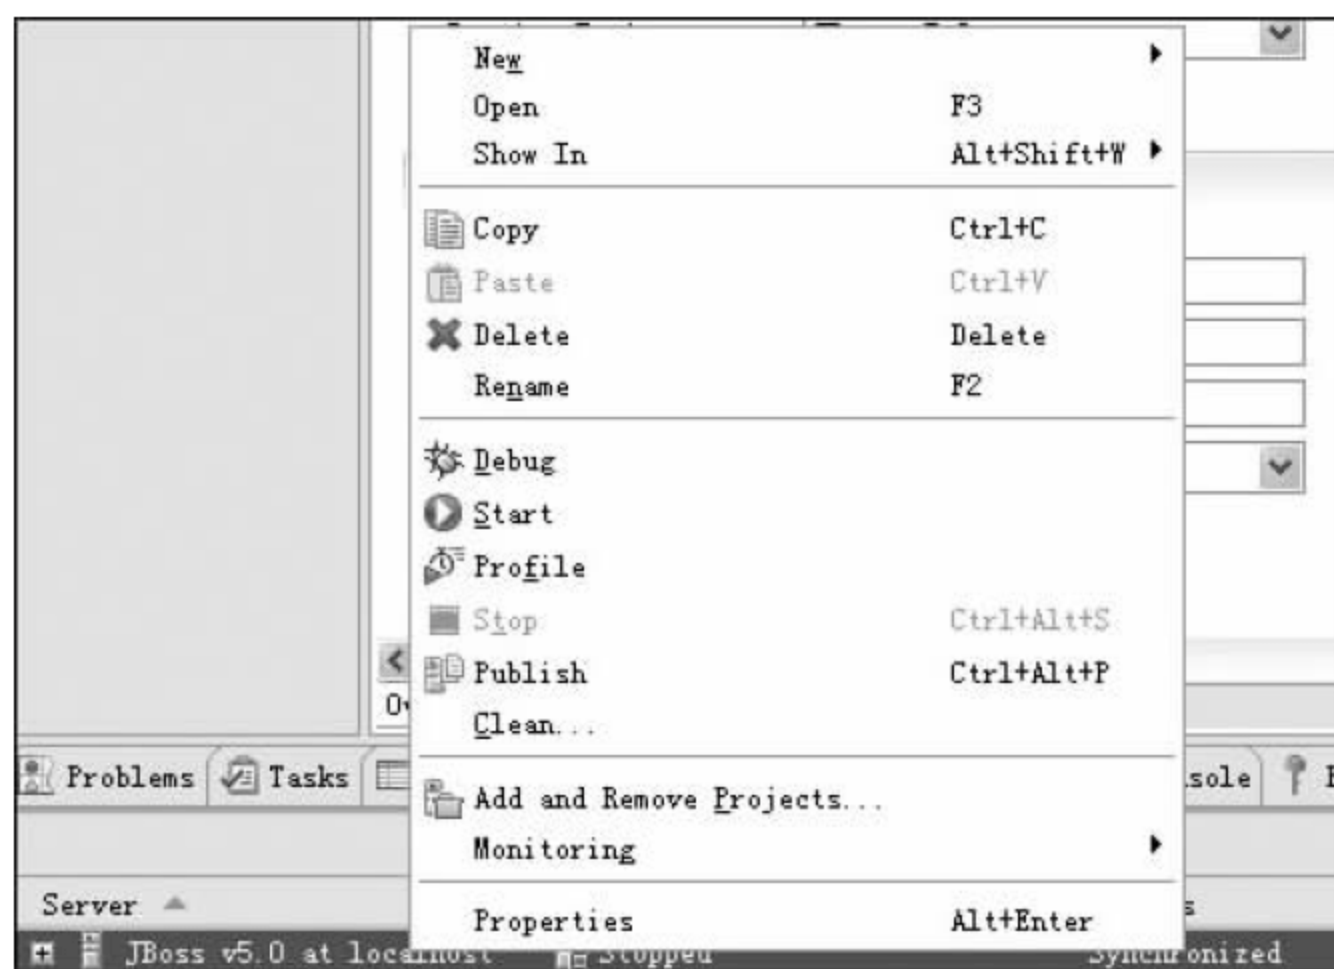 New
Open F3
Show In Alt+Shift+W
Copy Ctrl+C
Paste Ctrl+V
Delete Delete
Rename F2
Debug
Start
Profile
Stop Ctrl+Alt+S
Publish Ctrl+Alt+P
Clean...
Problems Tasks
Add and Remove Projects...
Monitoring
Server
Properties Alt+Enter
JBoss v5.0 at localhost Stopped Synchronized